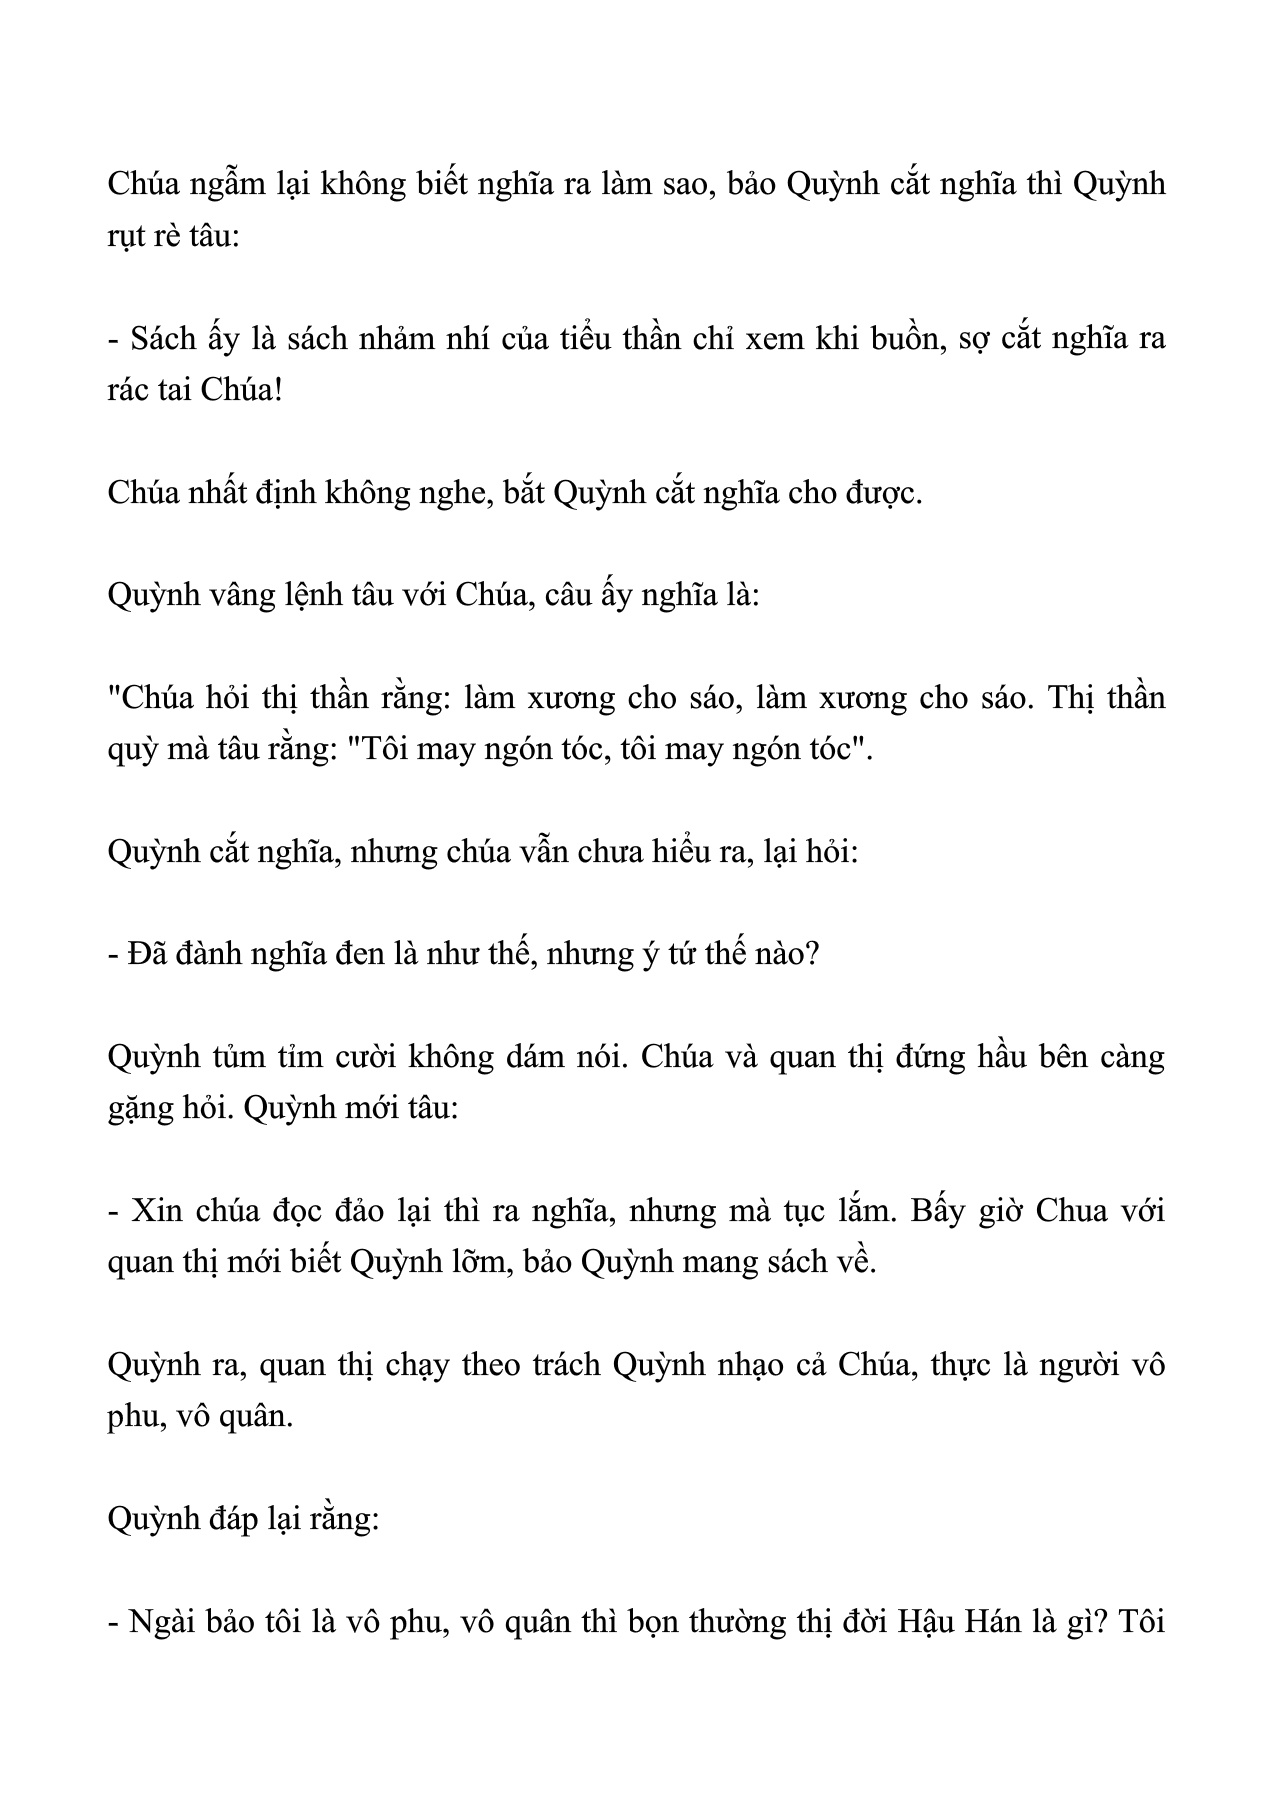 Chúa ngẫm lại không biết nghĩa ra làm sao, bảo Quỳnh cắt nghĩa thì Quỳnh
rụt rè tâu:
- Sách ấy là sách nhảm nhí của tiểu thần chỉ xem khi buồn, sợ cắt nghĩa ra
rác tai Chúa!
Chúa nhất định không nghe, bắt Quỳnh cắt nghĩa cho được.
Quỳnh vâng lệnh tâu với Chúa, câu ấy nghĩa là:
"Chúa hỏi thị thần rằng: làm xương cho sáo, làm xương cho sáo. Thị thần
quỳ mà tâu rằng: "Tôi may ngón tóc, tôi may ngón tóc".
Quỳnh cắt nghĩa, nhưng chúa vẫn chưa hiểu ra, lại hỏi:
- Đã đành nghĩa đen là như thế, nhưng ý tứ thế nào?
Quỳnh tủm tỉm cười không dám nói. Chúa và quan thị đứng hầu bên càng
gặng hỏi. Quỳnh mới tâu:
- Xin chúa đọc đảo lại thì ra nghĩa, nhưng mà tục lắm. Bấy giờ Chua với
quan thị mới biết Quỳnh lỡm, bảo Quỳnh mang sách về.
Quỳnh ra, quan thị chạy theo trách Quỳnh nhạo cả Chúa, thực là người vô
phu, vô quân.
Quỳnh đáp lại rằng:
- Ngài bảo tôi là vô phu, vô quân thì bọn thường thị đời Hậu Hán là gì? Tôi